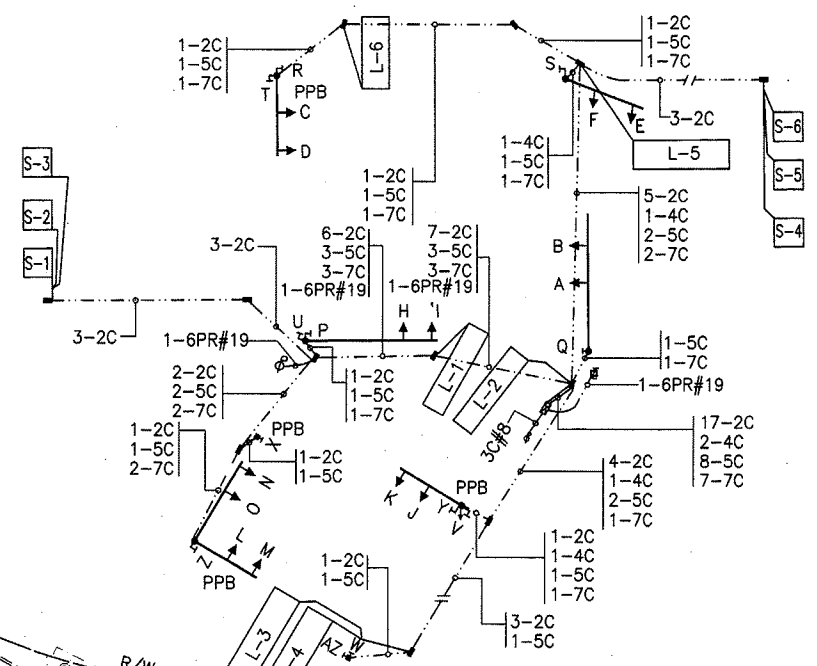 1-2C
1-5C
1-7C
R
T
PPB
C
D
L-6
1-2C
1-5C
1-7C
S
F
E
3-2C
L-5
S-6
S-5
S-4
1-4C
1-5C
1-7C
S-3
S-2
S-1
1-2C
1-5C
1-7C
5-2C
1-4C
2-5C
2-7C
B
A
Q
3-2C
3-2C
6-2C
3-5C
3-7C
1-6PR#19
7-2C
3-5C
3-7C
1-6PR#19
H
I
U
P
1-6PR#19
L-1
L-2
1-5C
1-7C
1-6PR#19
2-2C
2-5C
2-7C
1-2C
1-5C
1-7C
3C#8
17-2C
2-4C
8-5C
7-7C
1-2C
1-5C
2-7C
PPB
X
1-2C
1-5C
N
O
L
M
Z
PPB
K
J
PPB
Y
V
4-2C
1-4C
2-5C
1-7C
1-2C
1-4C
1-5C
1-7C
1-2C
1-5C
3-2C
1-5C
L-3
-4
AZ
W
R/W